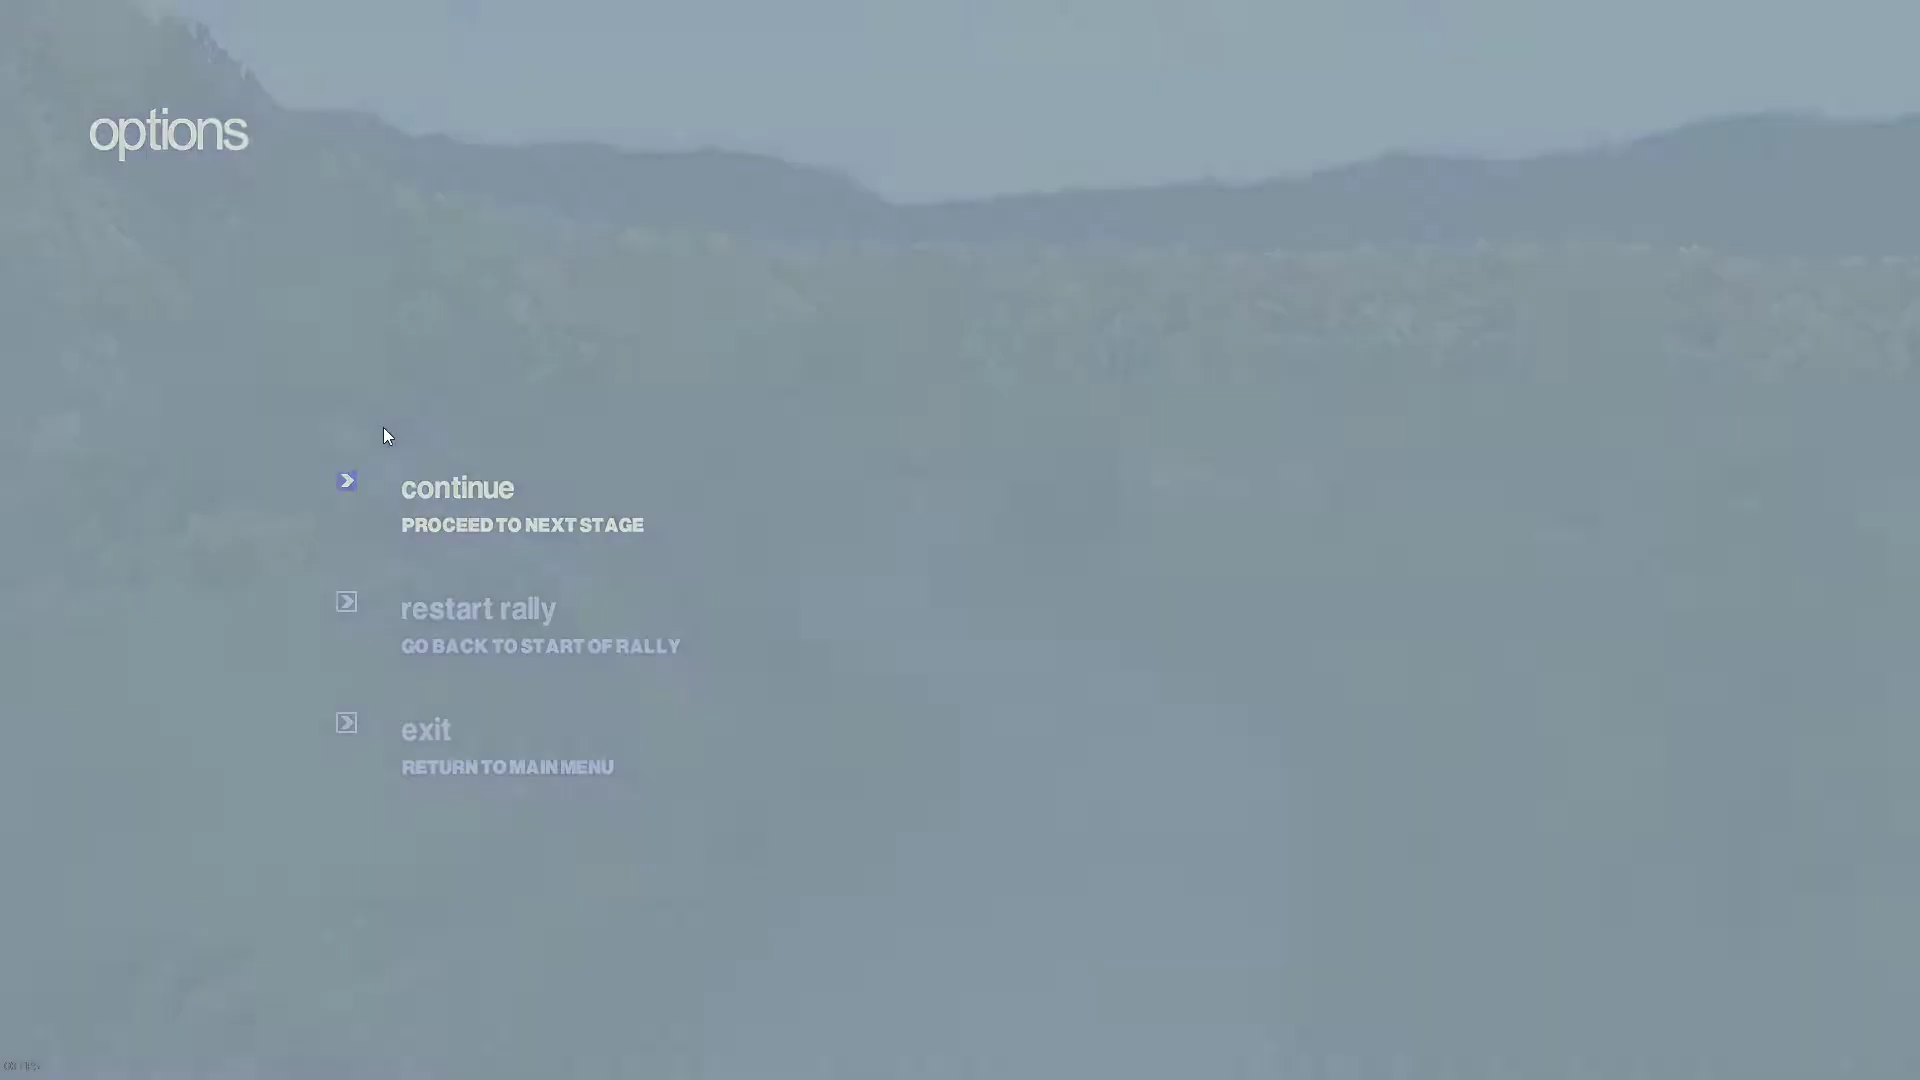 options
continue
PROCEED TO NEXT STAGE
restart rally
GO BACK TO START OF RALLY
exit
RETURN TO MAIN MENU